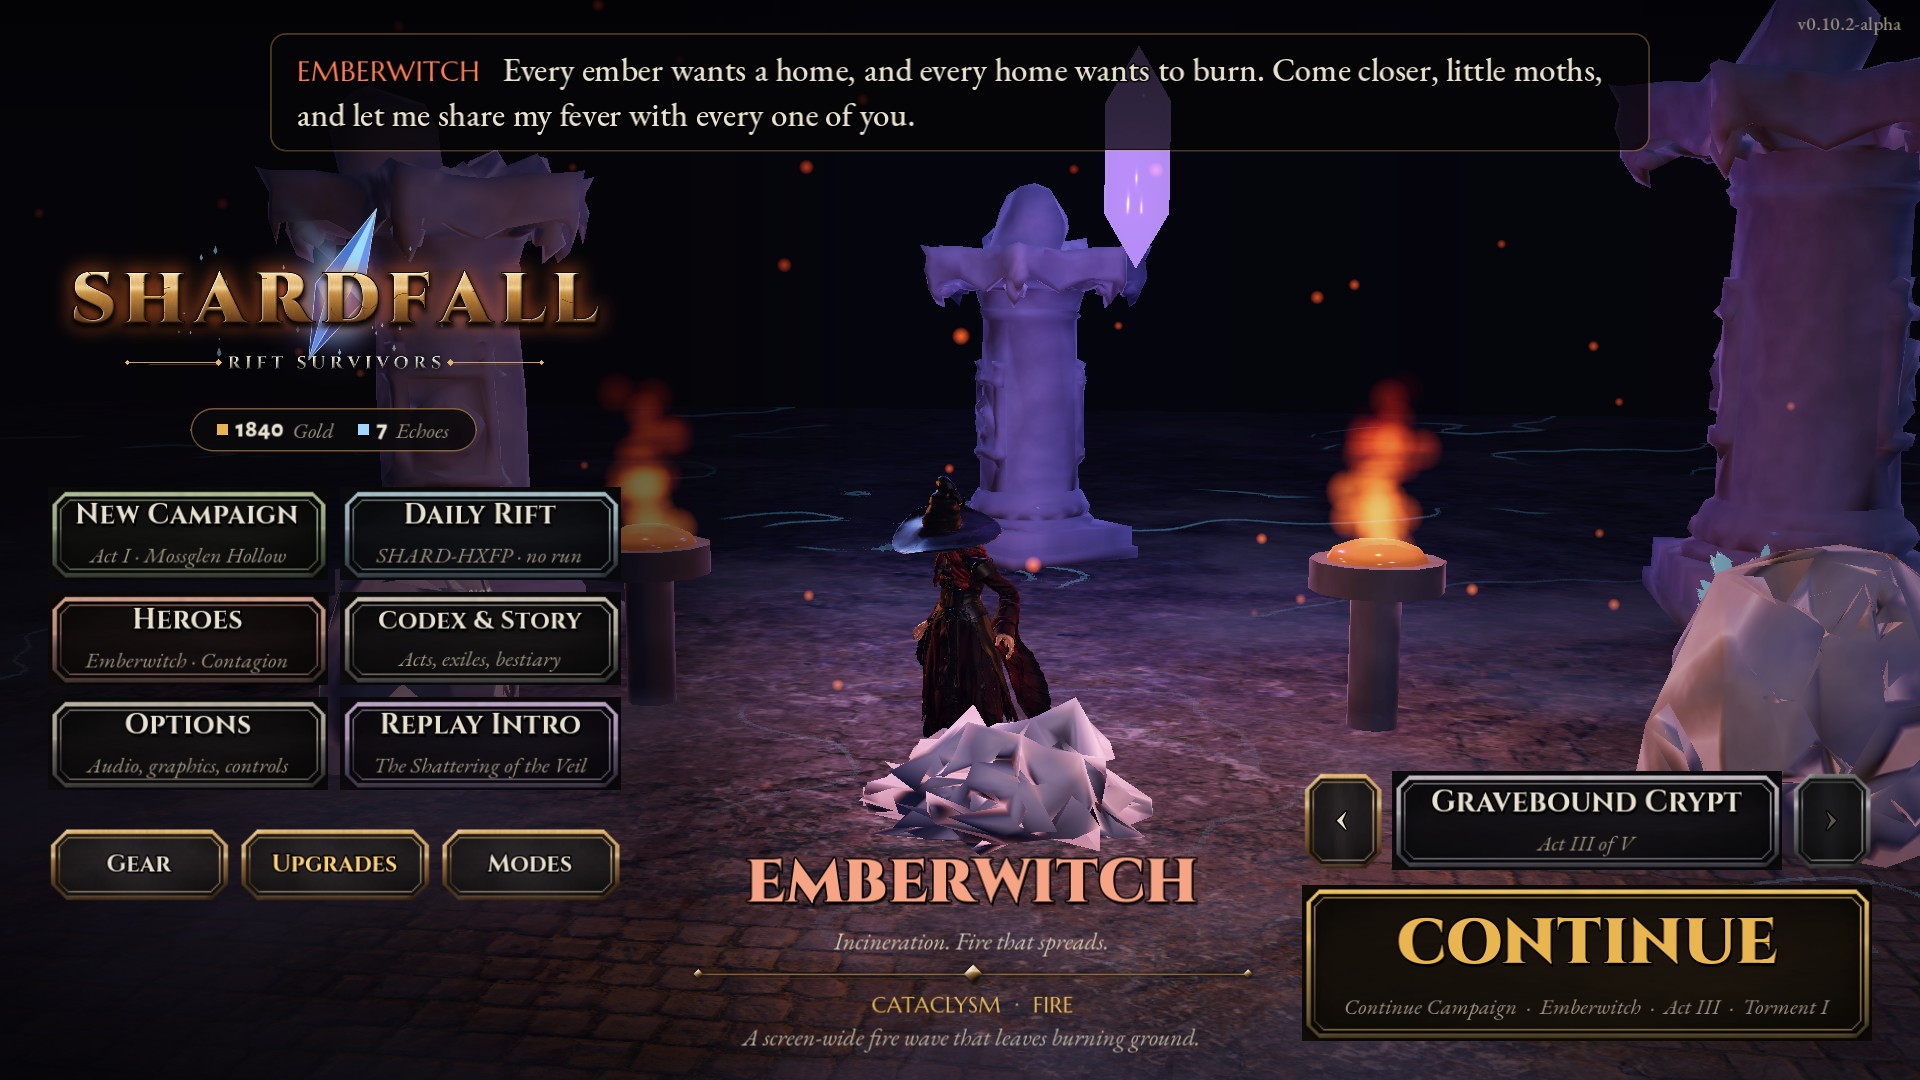 v0.10.2-alpha
EMBERWITCH Every ember wants a home, and every home wants to burn. Come closer, little moths,
and let me share my fever with every one of you.
SHARDFALL
RIFT SURVIVORS
1840 Gold 7 Echoes
NEW CAMPAIGN
Act I · Mossglen Hollow
DAILY RIFT
SHARD-HXFP · no run
HEROES
Emberwitch · Contagion
CODEX & STORY
Acts, exiles, bestiary
OPTIONS
Audio, graphics, controls
REPLAY INTRO
The Shattering of the Veil
GEAR
UPGRADES
MODES
EMBERWITCH
Incineration. Fire that spreads.
CATACLYSM · FIRE
A screen-wide fire wave that leaves burning ground.
‹
GRAVEBOUND CRYPT
Act III of V
›
CONTINUE
Continue Campaign · Emberwitch · Act III · Torment I